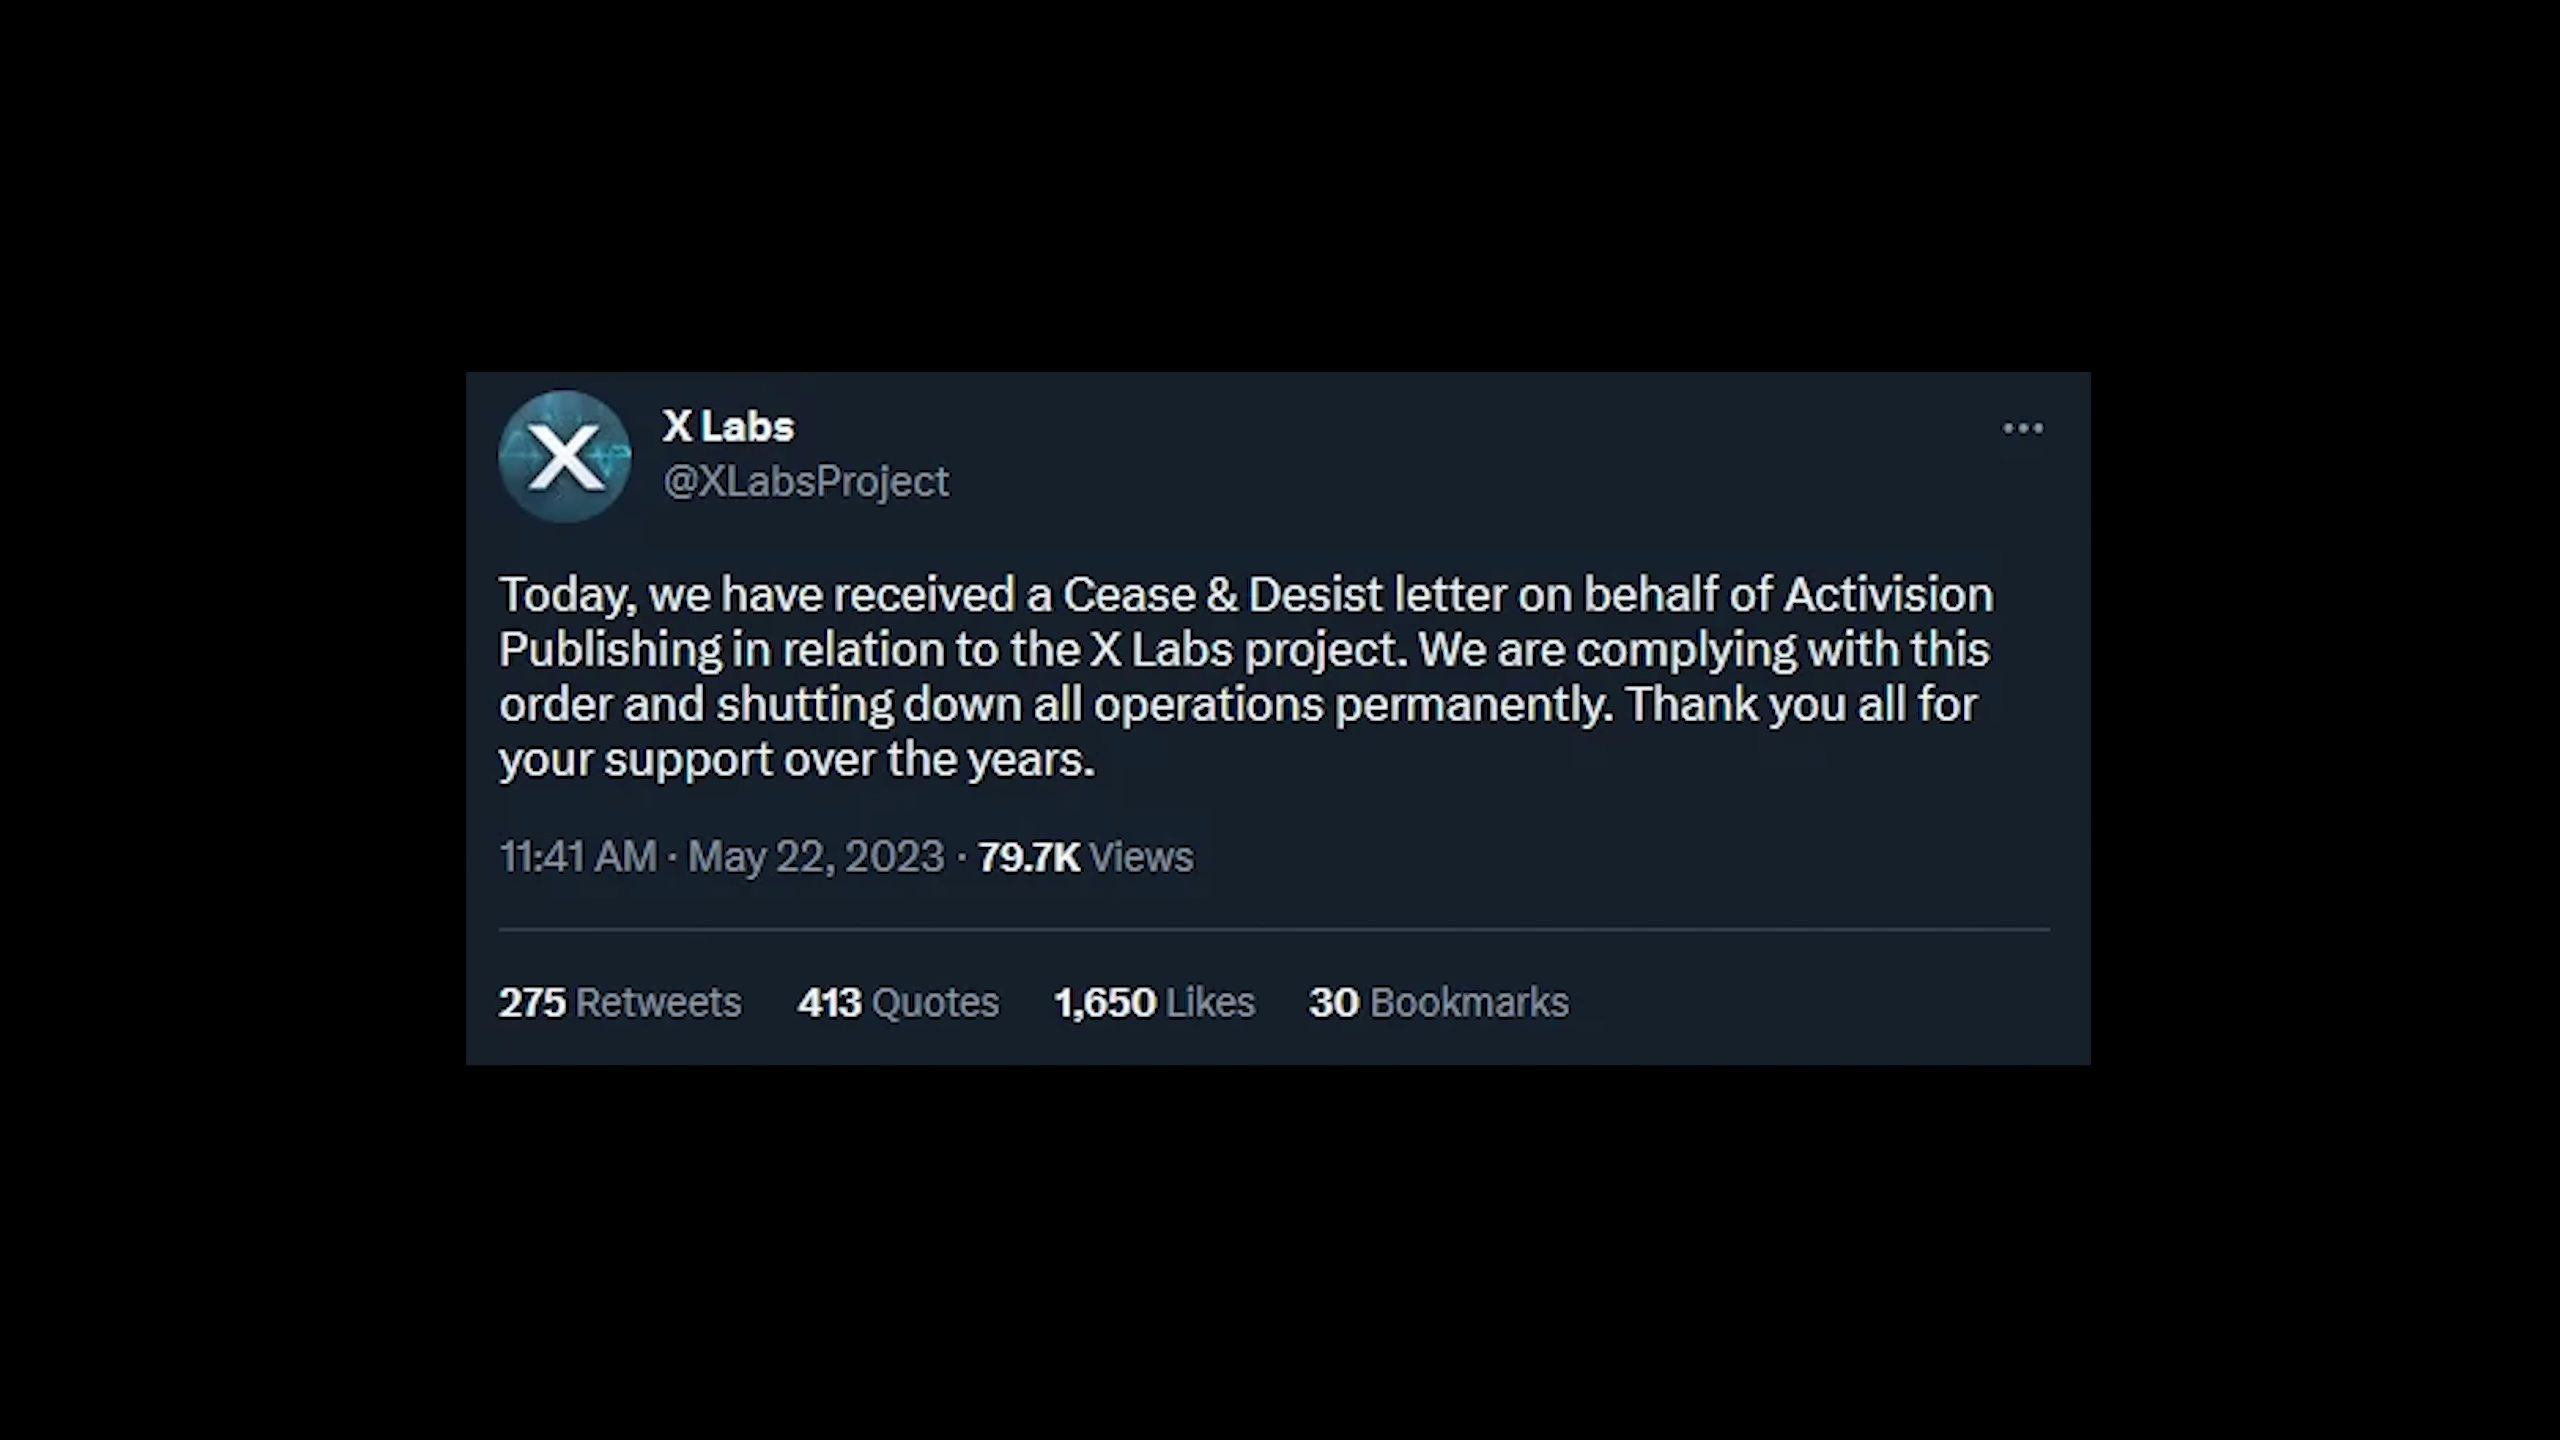 X
X Labs
@XLabsProject
Today, we have received a Cease & Desist letter on behalf of Activision
Publishing in relation to the X Labs project. We are complying with this
order and shutting down all operations permanently. Thank you all for
your support over the years.
11:41 AM · May 22, 2023 · 79.7K Views
275 Retweets 413 Quotes 1,650 Likes 30 Bookmarks